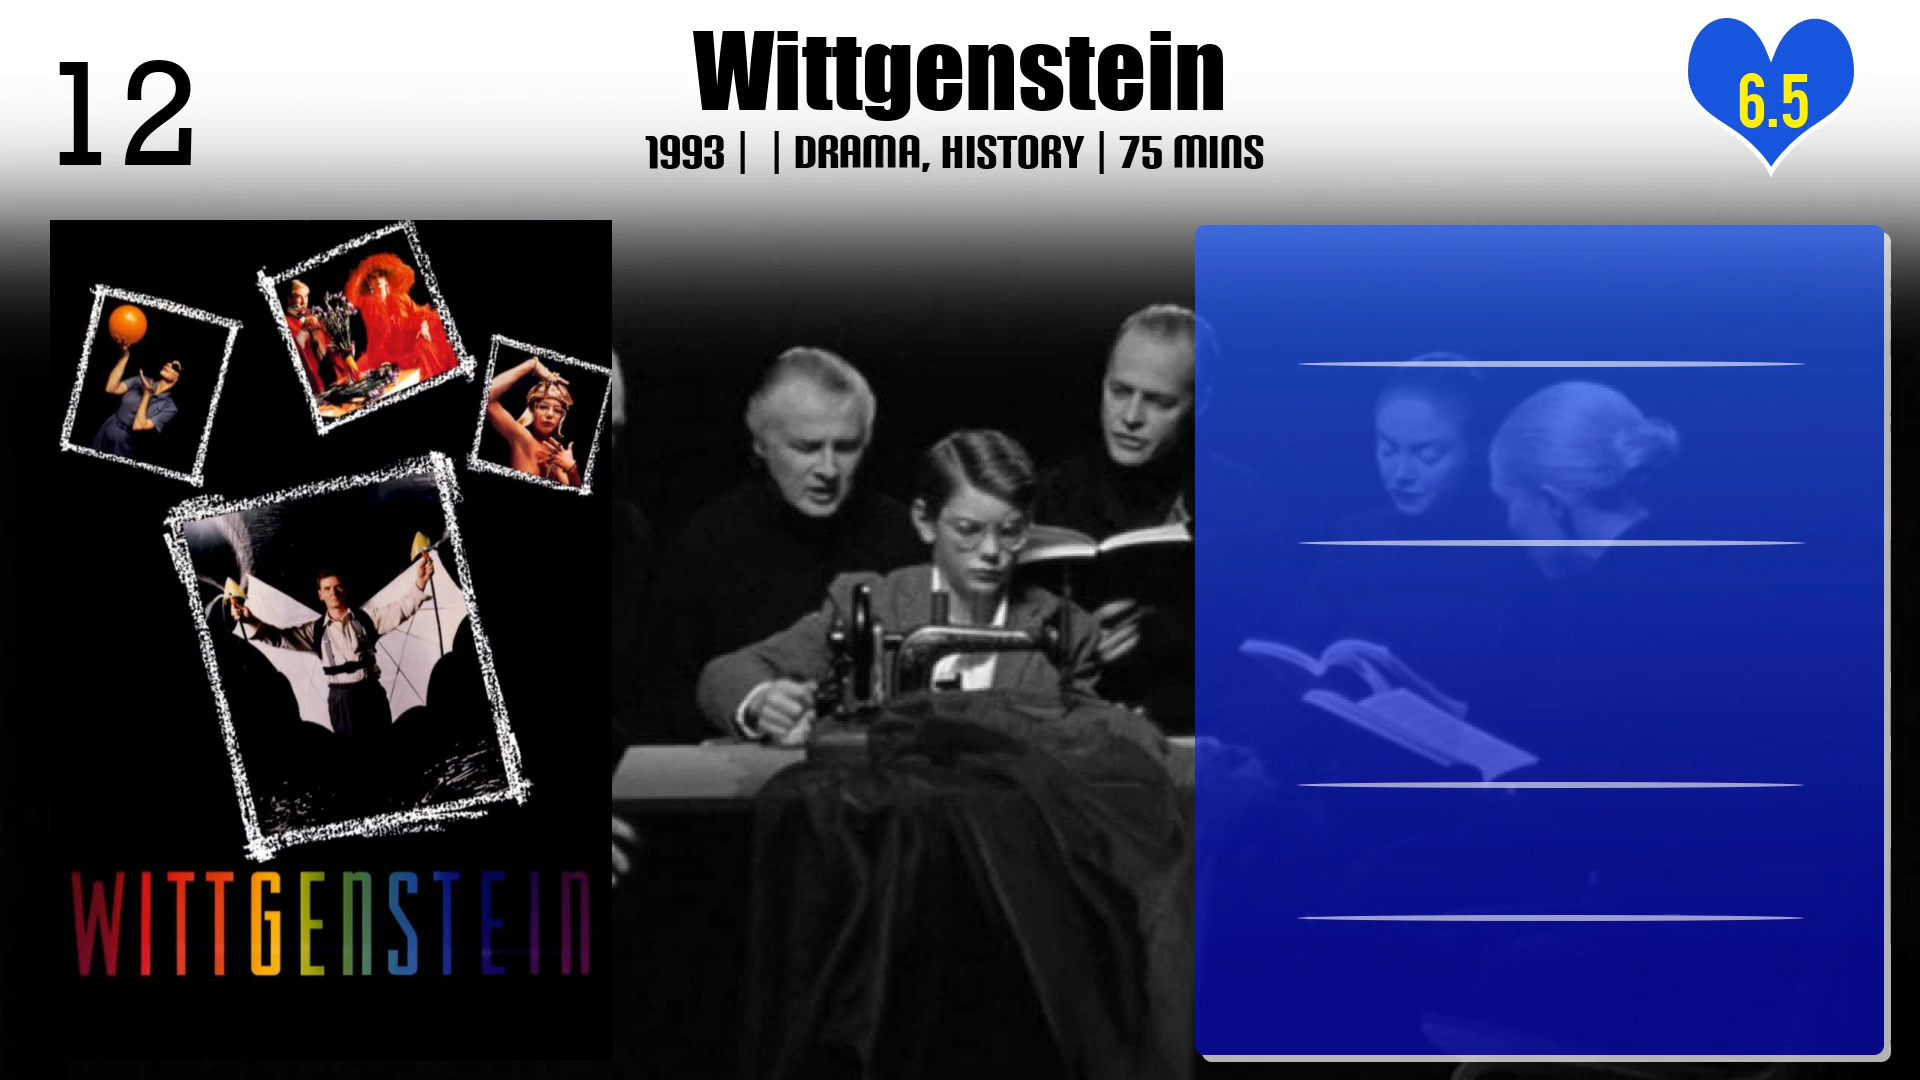 12
Wittgenstein
1993 | | DRAMA, HISTORY | 75 MINS
6.5
WITTGENSTEIN